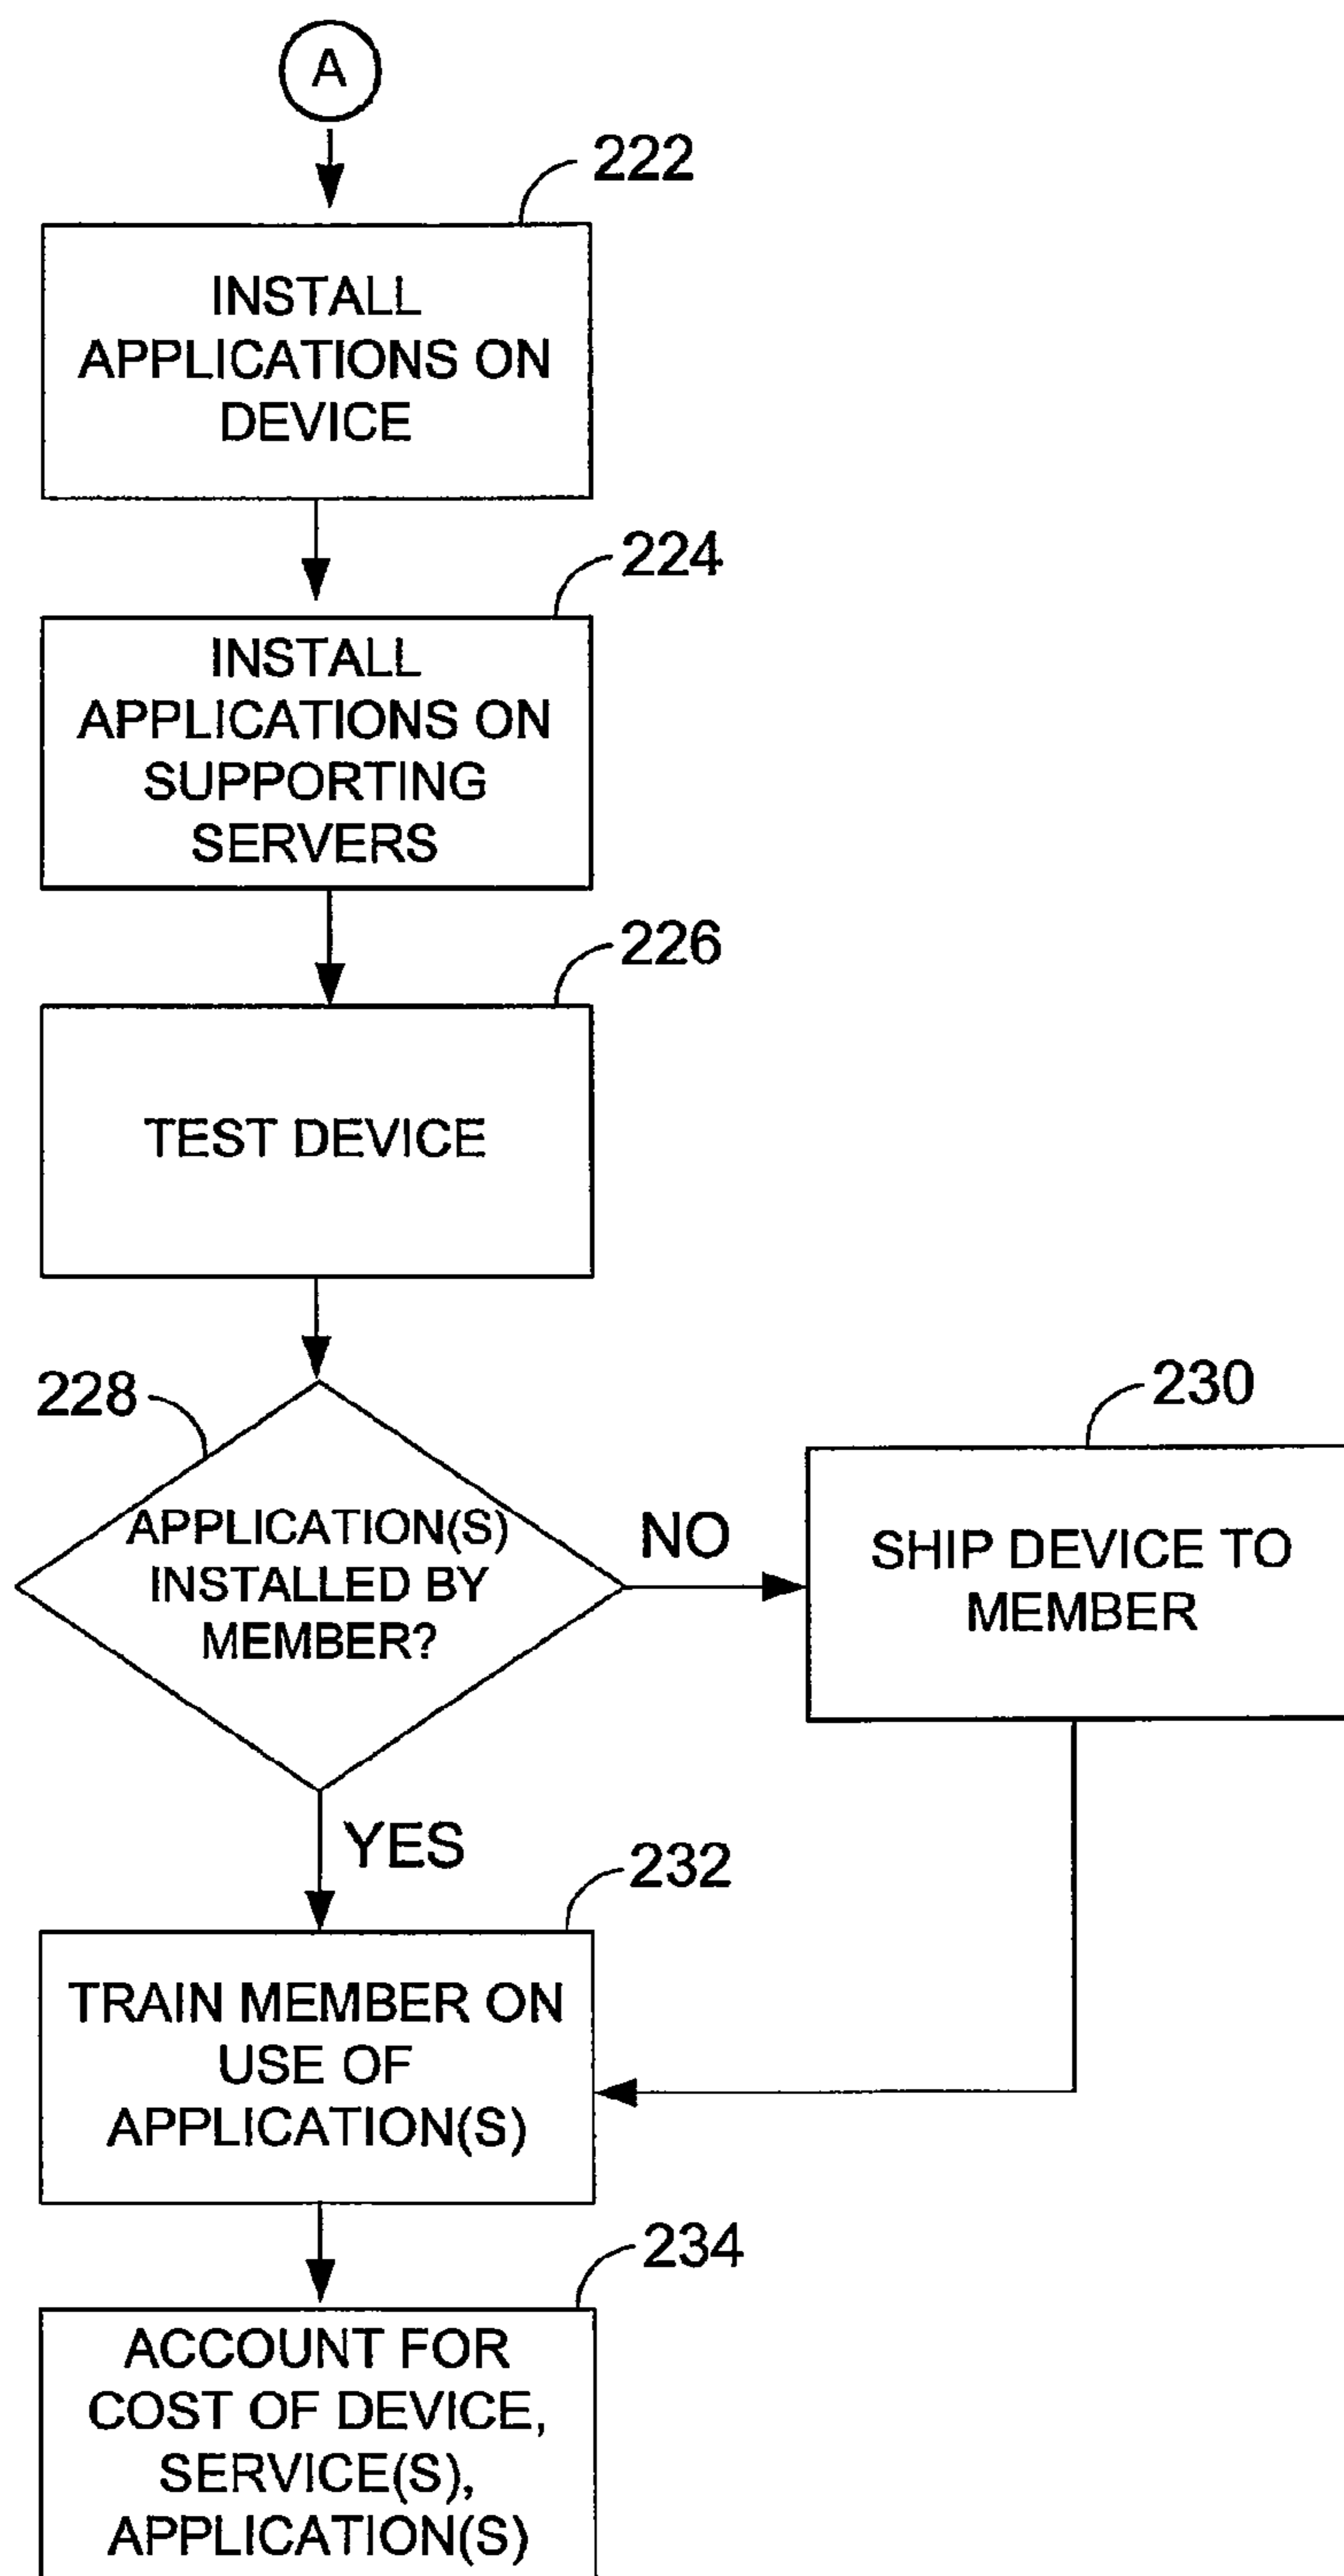 A
222
INSTALL
APPLICATIONS ON
DEVICE
224
INSTALL
APPLICATIONS ON
SUPPORTING
SERVERS
226
TEST DEVICE
228
APPLICATION(S)
INSTALLED BY
MEMBER?
NO
230
SHIP DEVICE TO
MEMBER
YES
232
TRAIN MEMBER ON
USE OF
APPLICATION(S)
234
ACCOUNT FOR
COST OF DEVICE,
SERVICE(S),
APPLICATION(S)